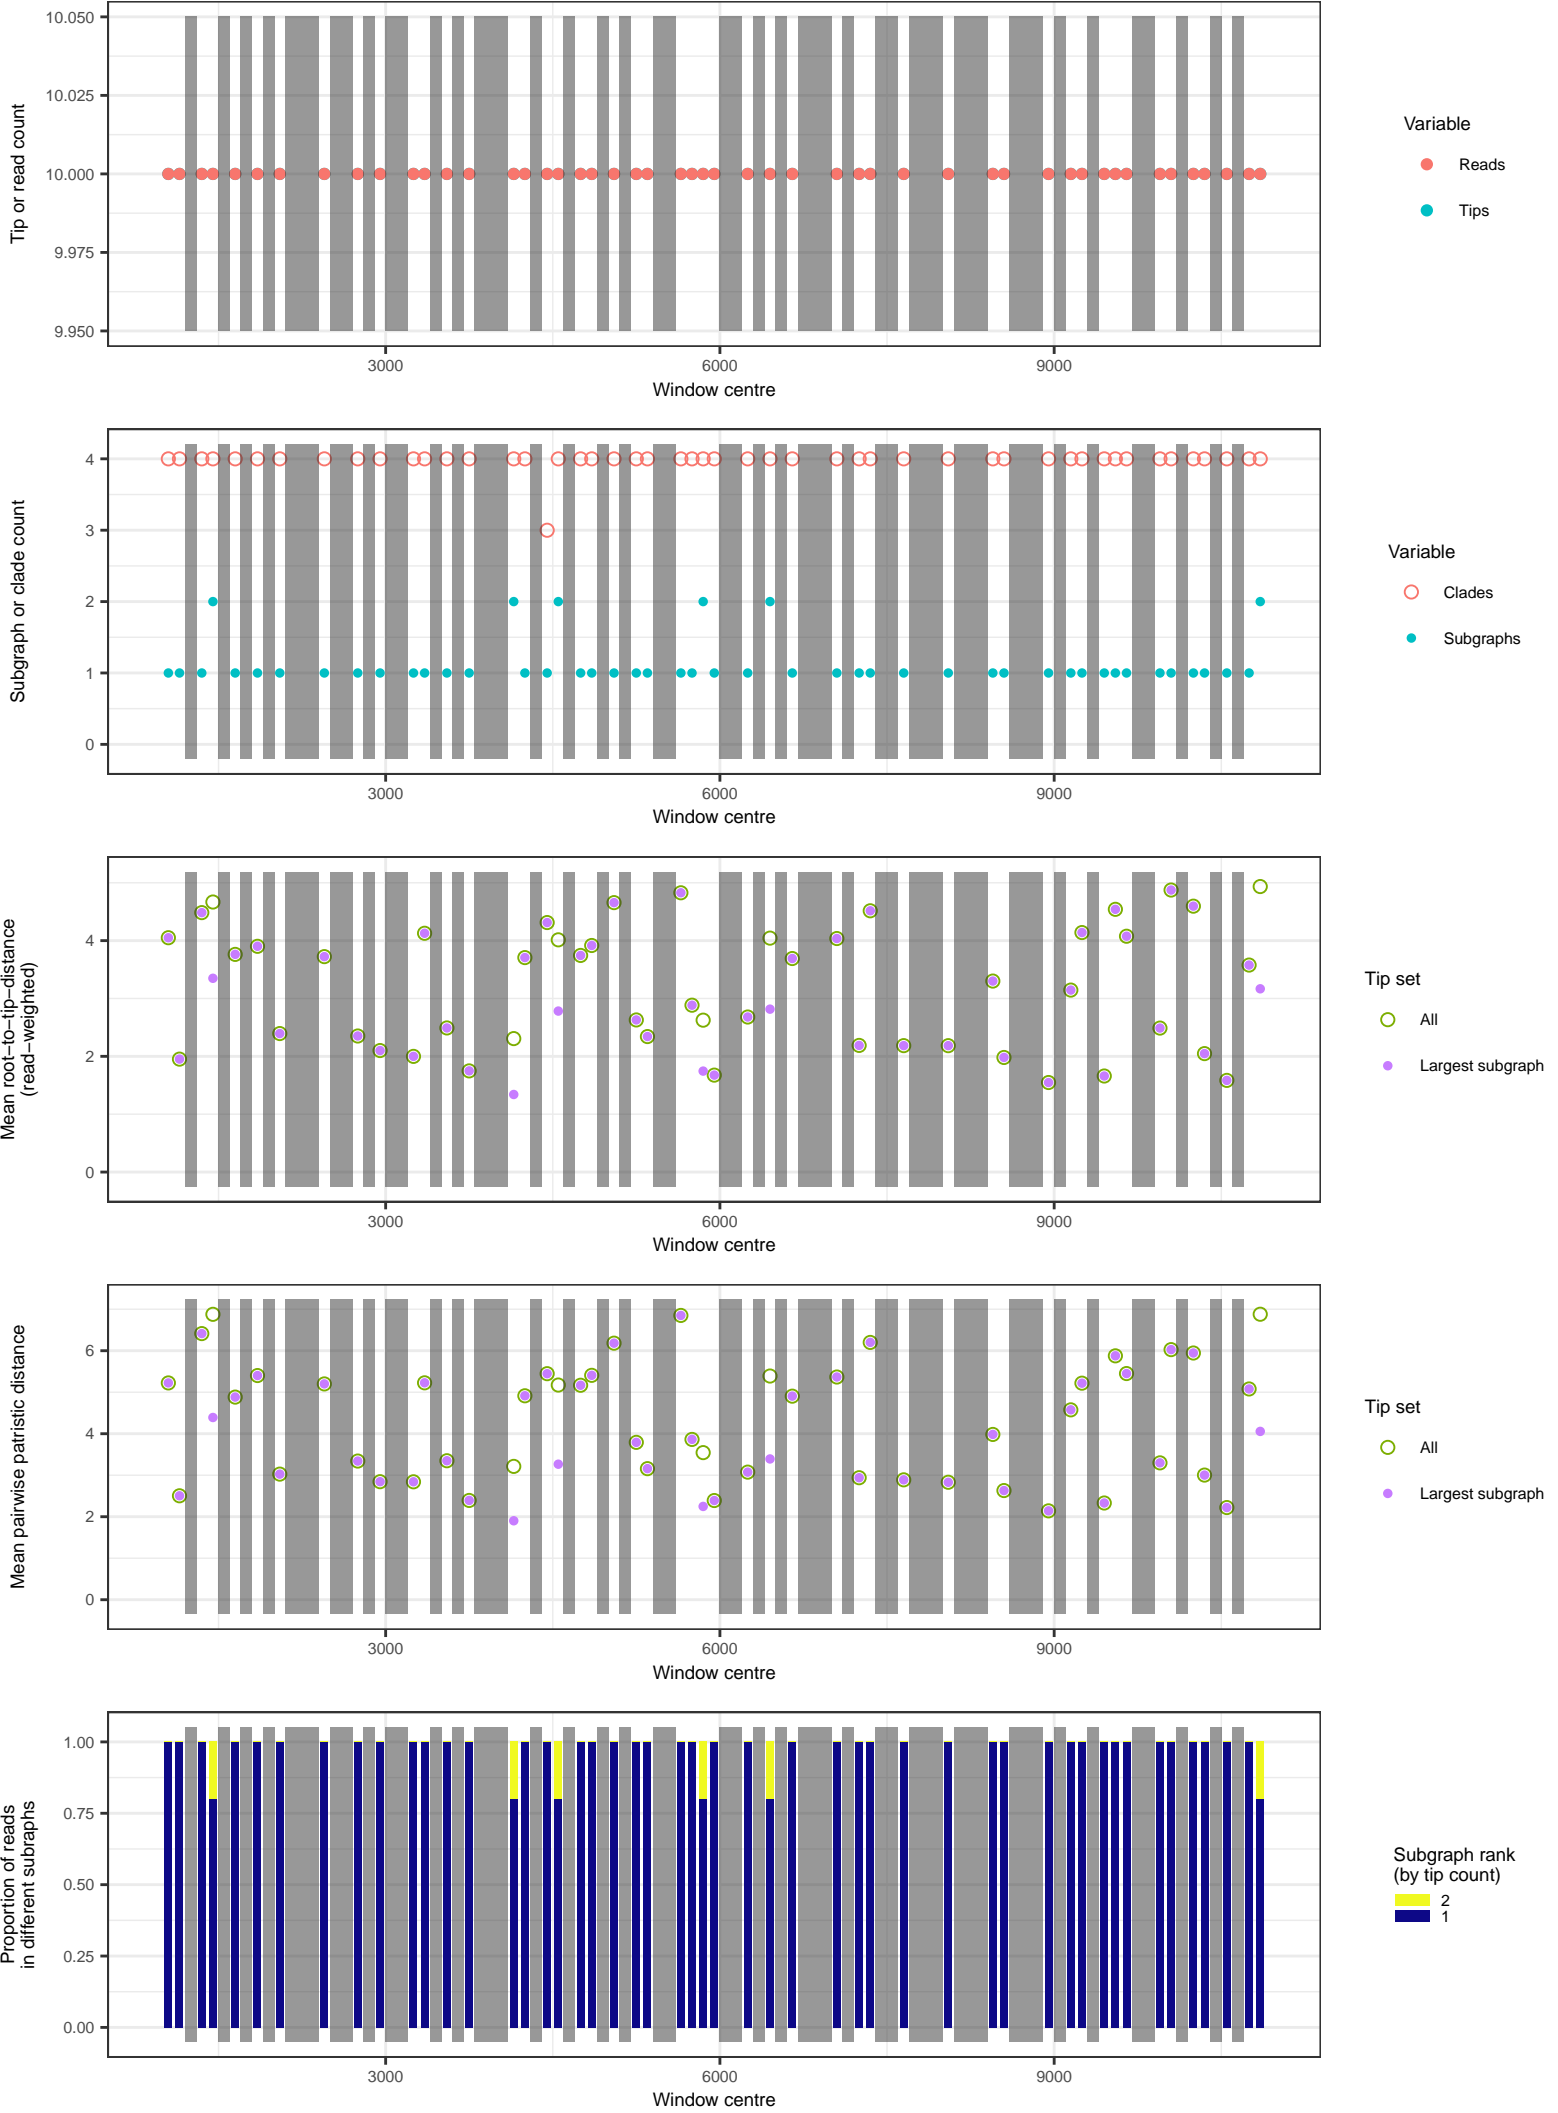 10.050
10.025
10.000
9.975
9.950
Tip or read count
3000
6000
9000
Window centre
Variable
Reads
Tips
4
3
2
1
0
Subgraph or clade count
3000
6000
9000
Window centre
Variable
Clades
Subgraphs
4
2
0
Mean root−to−tip−distance
(read−weighted)
3000
6000
9000
Window centre
Tip set
All
Largest subgraph
6
4
2
0
Mean pairwise patristic distance
3000
6000
9000
Window centre
Tip set
All
Largest subgraph
1.00
0.75
0.50
0.25
0.00
Proportion of reads
in different subraphs
3000
6000
9000
Window centre
Subgraph rank
(by tip count)
2
1